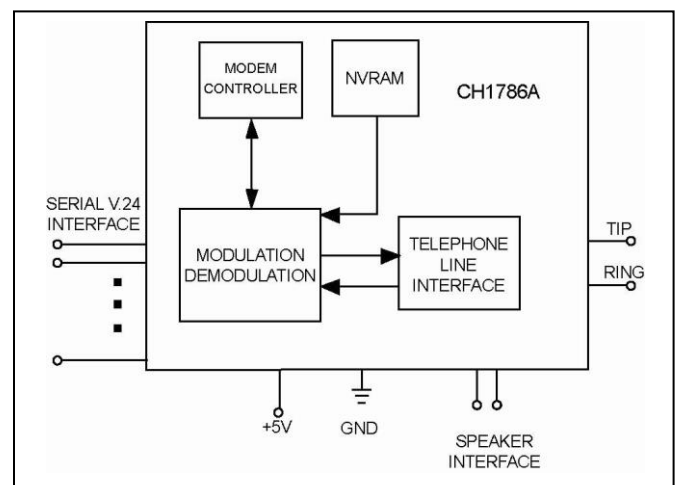 MODEM
CONTROLLER
NVRAM
CH1786A
SERIAL V.24
INTERFACE
MODULATION
DEMODULATION
TELEPHONE
LINE
INTERFACE
TIP
RING
+5V
GND
SPEAKER
INTERFACE